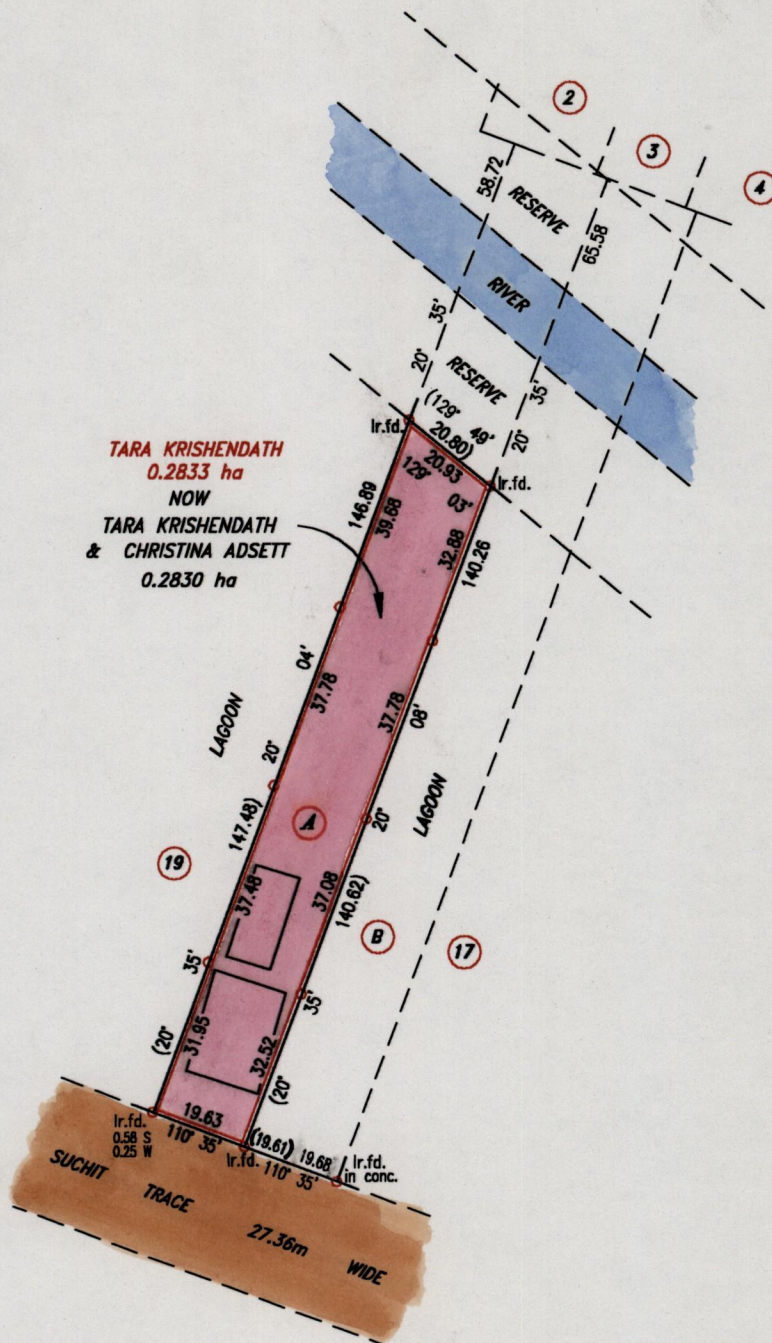 2
3
4
58.72
RESERVE
65.58
RIVER
35'
20°
RESERVE
35'
20°
(129° 49'
20.80)
Ir.fd.
20.93
129° 03'
Ir.fd.
TARA KRISHENDATH
0.2833 ha
NOW
TARA KRISHENDATH
& CHRISTINA ADSETT
0.2830 ha
146.89
39.68
32.88
140.26
04'
37.78
37.78
08'
LAGOON
20°
LAGOON
147.48)
A
20°
19
37.48
37.08
140.62)
B
17
35'
35'
(20°
31.95
32.52
(20°
Ir.fd.
0.58 S
0.25 W
19.63
110° 35'
Ir.fd.
(19.61) 19.68
110° 35'
Ir.fd.
in conc.
SUCHIT TRACE 27.36m WIDE